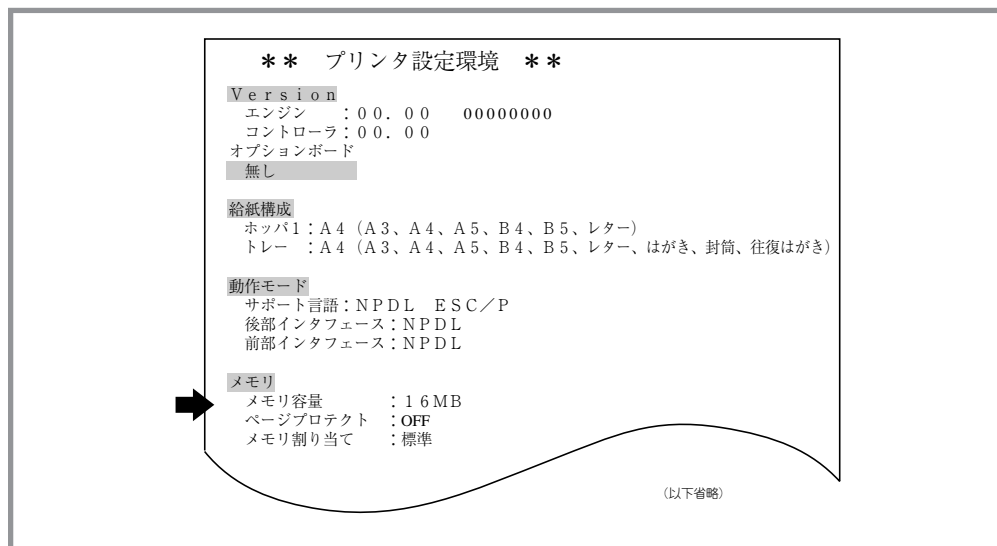 ＊＊　プリンタ設定環境　＊＊
Ｖｅｒｓｉｏｎ
エンジン　　：００．００　　00000000
コントローラ：００．００
オプションボード
無し
給紙構成
ホッパ１：Ａ４（Ａ３、Ａ４、Ａ５、Ｂ４、Ｂ５、レター）
トレー　：Ａ４（Ａ３、Ａ４、Ａ５、Ｂ４、Ｂ５、レター、はがき、封筒、往復はがき）
動作モード
サポート言語：ＮＰＤＬ　ＥＳＣ／Ｐ
後部インタフェース：ＮＰＤＬ
前部インタフェース：ＮＰＤＬ
メモリ
メモリ容量　　　：１６ＭＢ
ページプロテクト　：OFF
メモリ割り当て　　：標準
（以下省略）